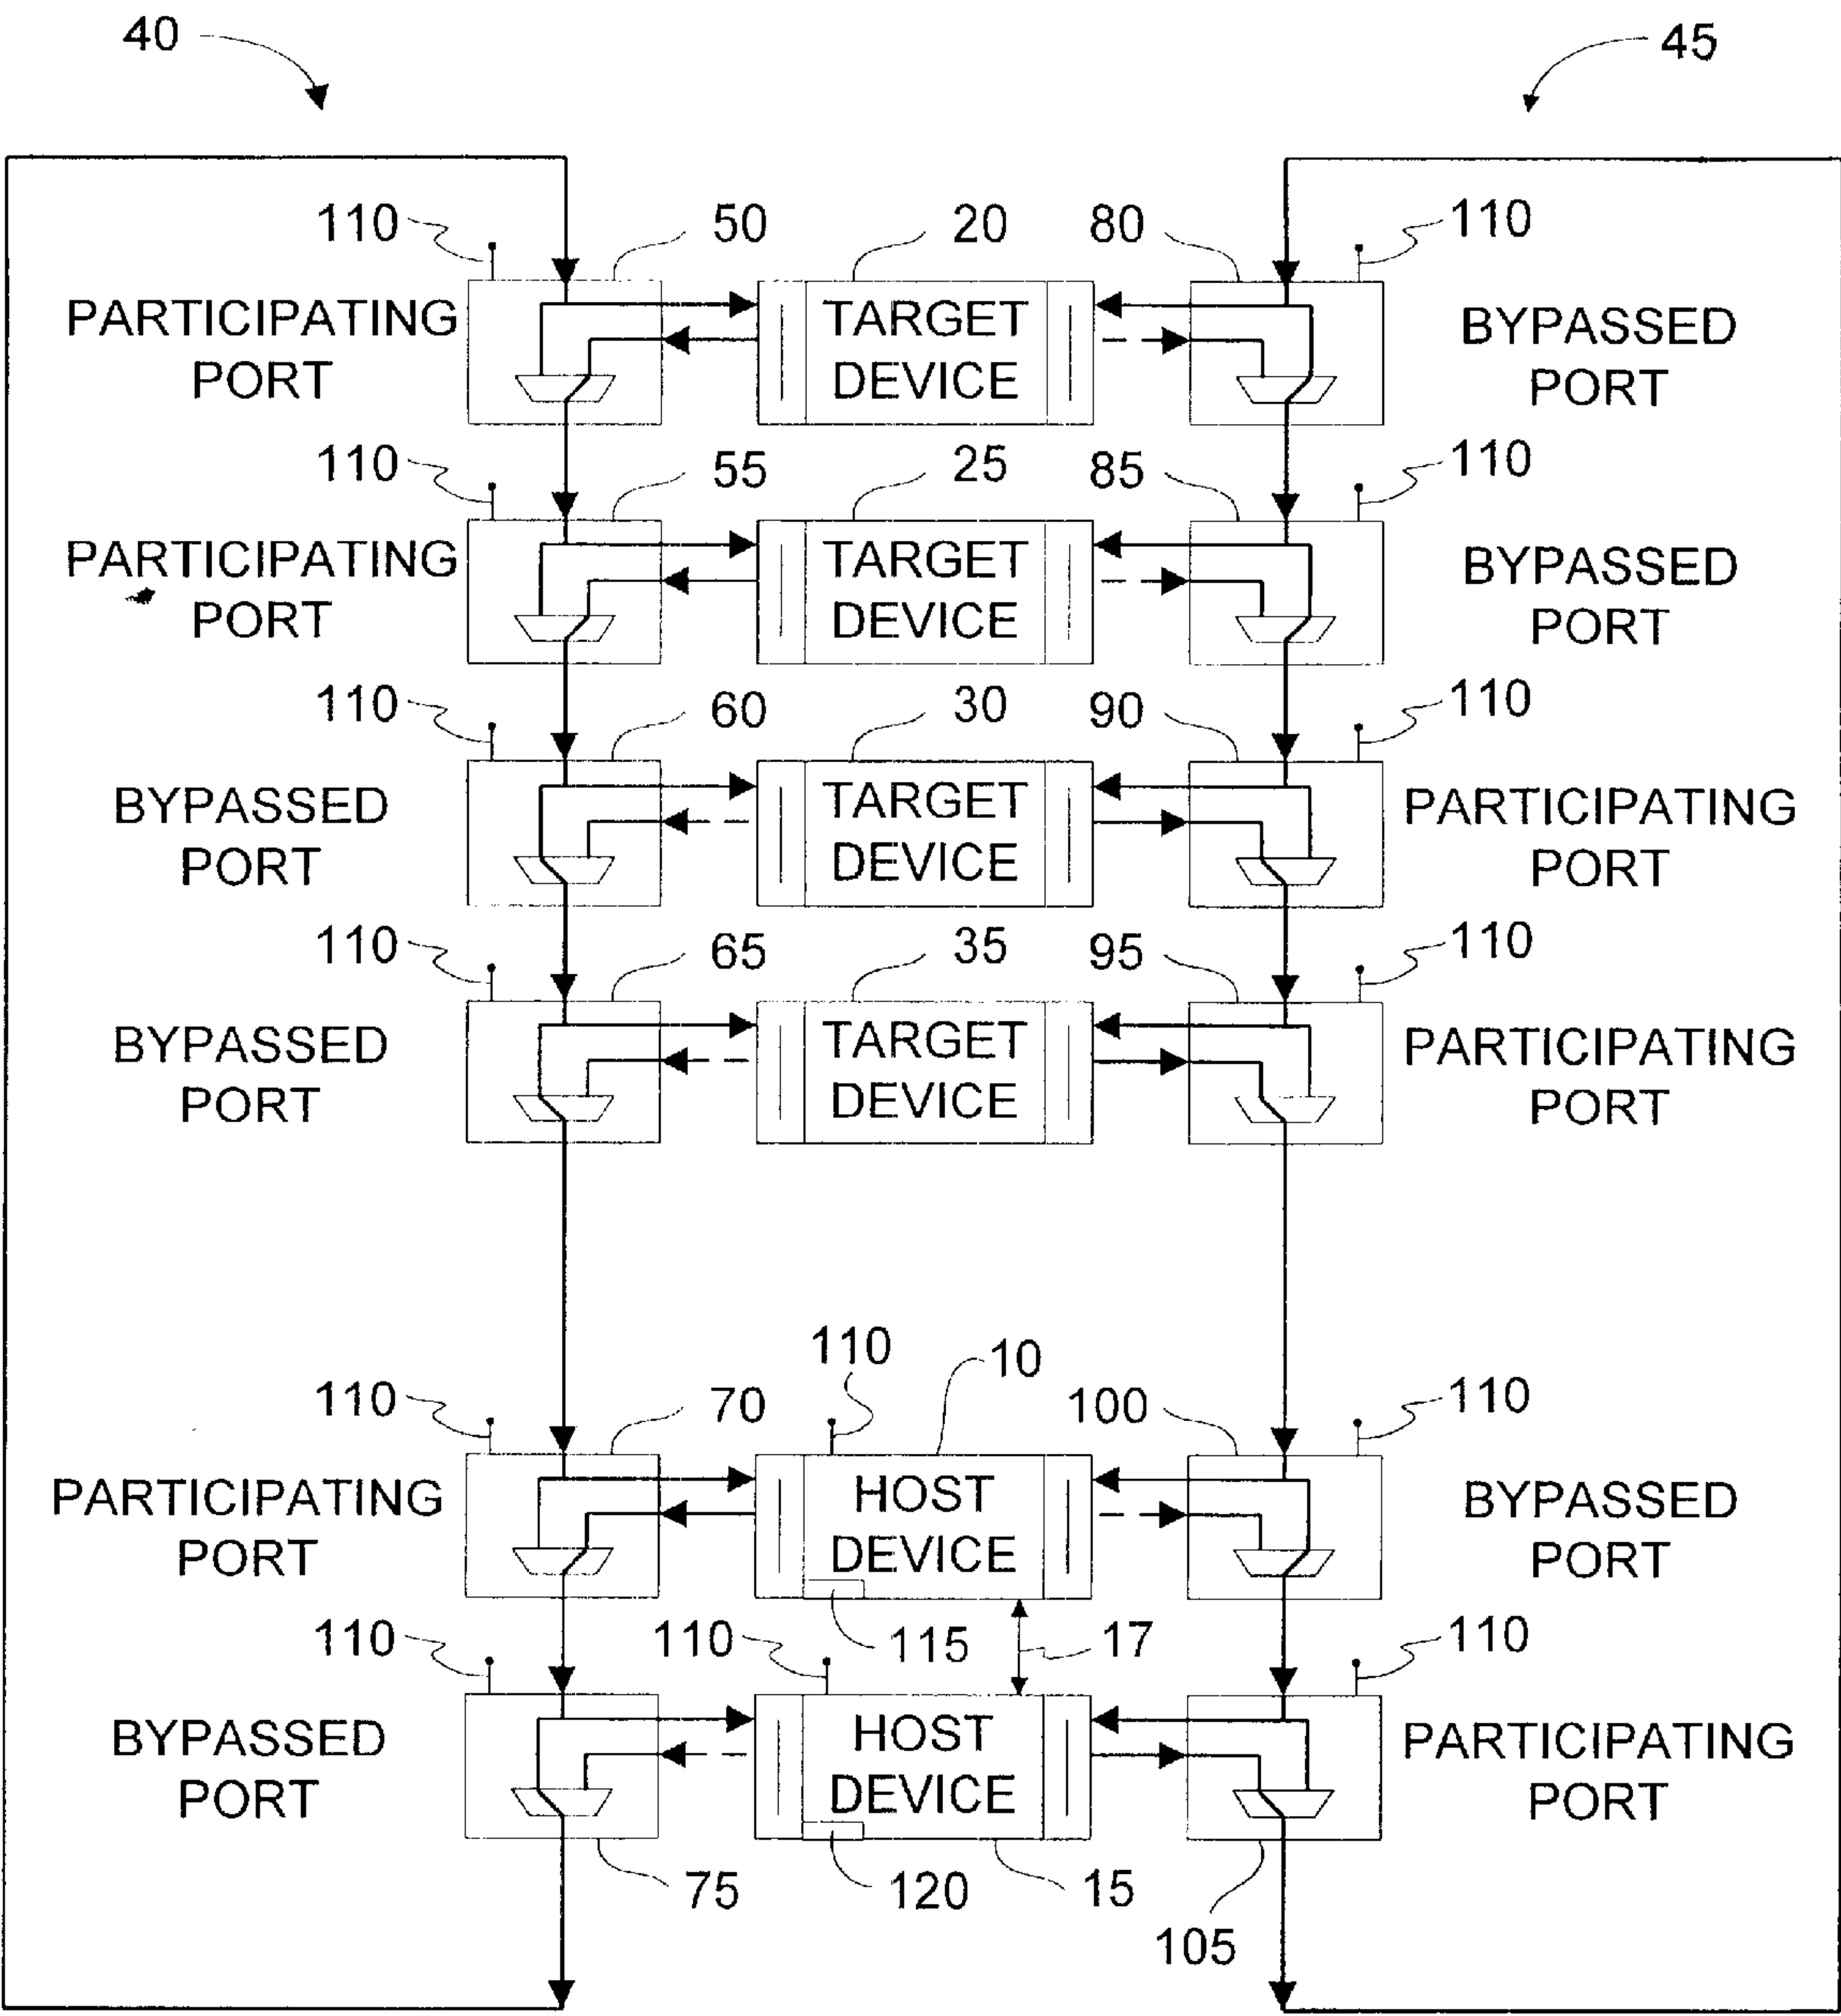 40 45
110 50 20 80 110
PARTICIPATING PORT TARGET DEVICE BYPASSED PORT
110 55 25 85 110
PARTICIPATING PORT TARGET DEVICE BYPASSED PORT
110 60 30 90 110
BYPASSED PORT TARGET DEVICE PARTICIPATING PORT
110 65 35 95 110
BYPASSED PORT TARGET DEVICE PARTICIPATING PORT
110 70 110 10 100 110
PARTICIPATING PORT HOST DEVICE BYPASSED PORT
110 110 115 17 110
BYPASSED PORT HOST DEVICE PARTICIPATING PORT
75 120 15 105